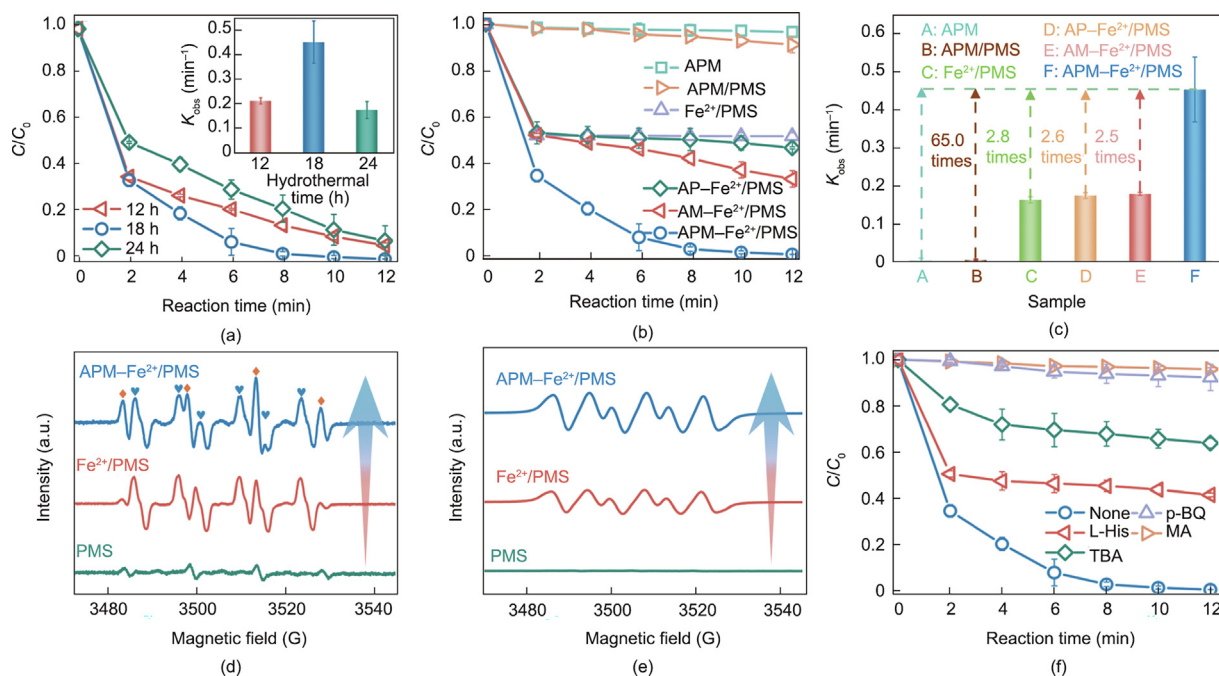 1.0
0.8
0.6
0.4
0.2
0
C/C0
0 2 4 6 8 10 12
Reaction time (min)
12 h
18 h
24 h
0.5
0.4
0.3
0.2
0.1
0
Kobs (min⁻¹)
12 18 24
Hydrothermal
time (h)
(a)
1.0
0.8
0.6
0.4
0.2
0
C/C0
APM
APM/PMS
Fe²⁺/PMS
AP–Fe²⁺/PMS
AM–Fe²⁺/PMS
APM–Fe²⁺/PMS
0 2 4 6 8 10 12
Reaction time (min)
(b)
A: APM D: AP–Fe²⁺/PMS
B: APM/PMS E: AM–Fe²⁺/PMS
C: Fe²⁺/PMS F: APM–Fe²⁺/PMS
0.6
0.5
0.4
0.3
0.2
0.1
0
Kobs (min⁻¹)
65.0 2.8 2.6 2.5
times times times times
A B C D E F
Sample
(c)
Intensity (a.u.)
APM–Fe²⁺/PMS
Fe²⁺/PMS
PMS
3480 3500 3520 3540
Magnetic field (G)
(d)
Intensity (a.u.)
APM–Fe²⁺/PMS
Fe²⁺/PMS
PMS
3480 3500 3520 3540
Magnetic field (G)
(e)
1.0
0.8
0.6
0.4
0.2
0
C/C0
None p-BQ
L-His MA
TBA
0 2 4 6 8 10 12
Reaction time (min)
(f)